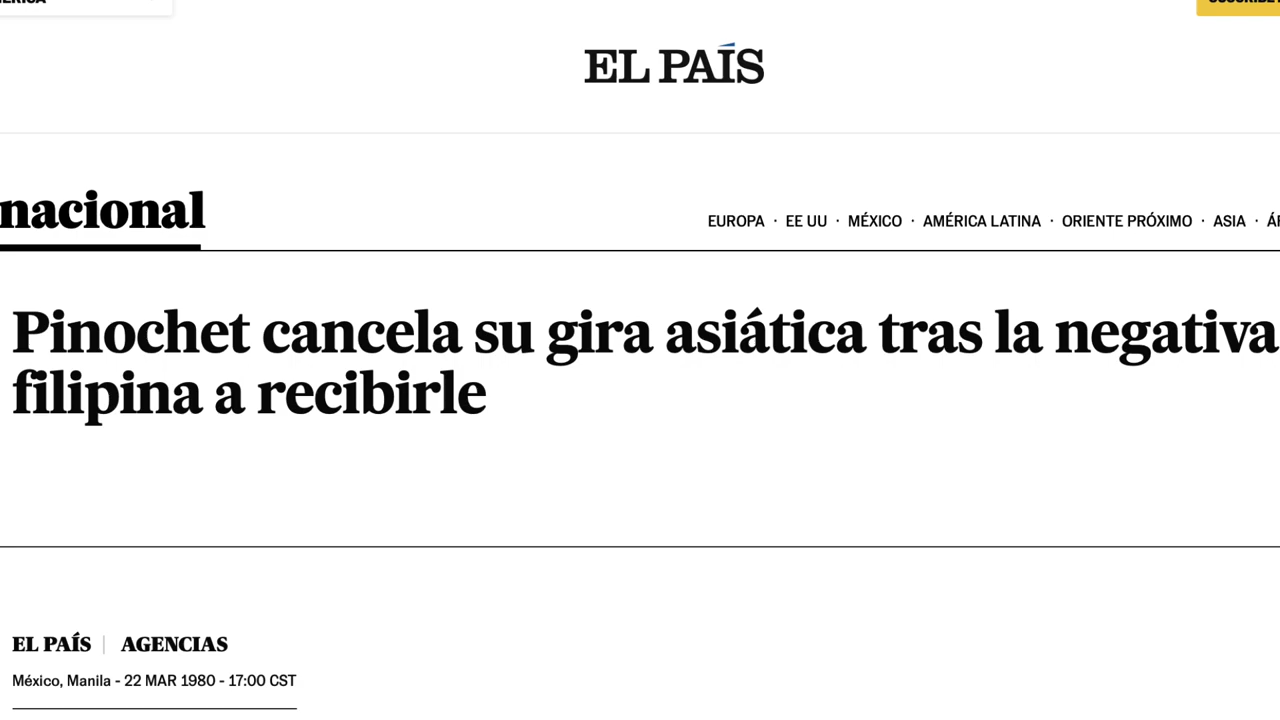 EL PAÍS
nacional
EUROPA · EE UU · MÉXICO · AMÉRICA LATINA · ORIENTE PRÓXIMO · ASIA ·
Pinochet cancela su gira asiática tras la negativa
filipina a recibirle
EL PAÍS | AGENCIAS
México, Manila - 22 MAR 1980 - 17:00 CST